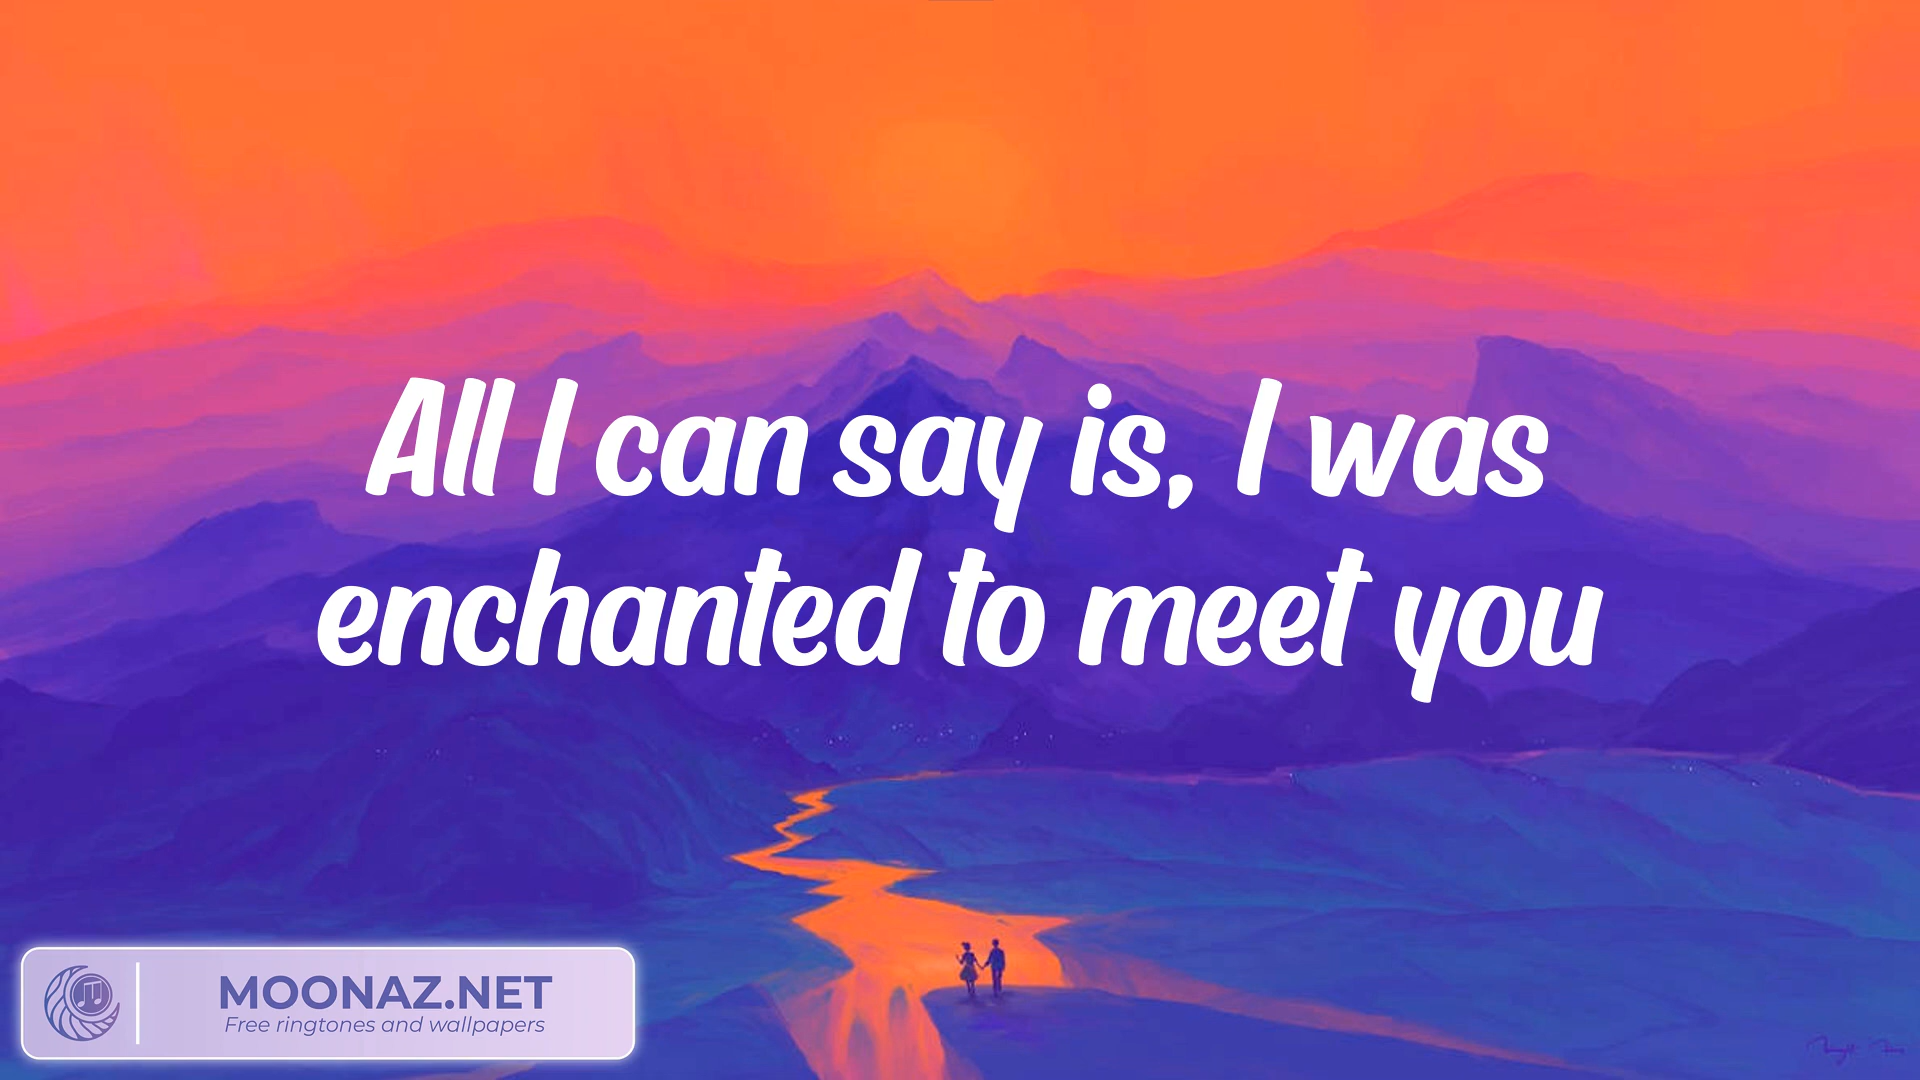 All I can say is, I was
enchanted to meet you
MOONAZ.NET
Free ringtones and wallpapers